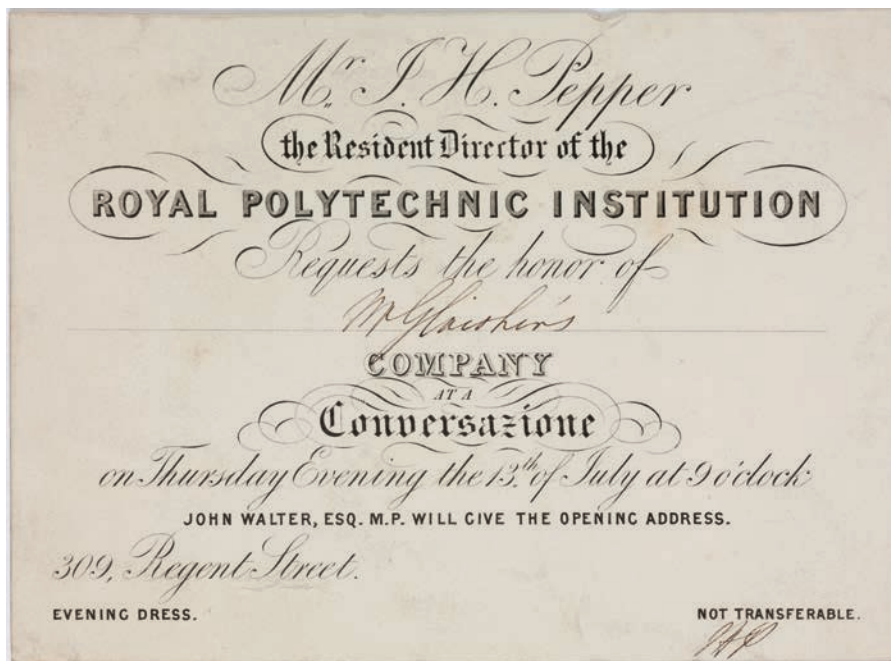 Mr. J. H. Pepper
the Resident Director of the
ROYAL POLYTECHNIC INSTITUTION
Requests the honor of
Mr Glaisher's
COMPANY
AT A
Conversazione
on Thursday Evening the 13th. of July at 9 o'clock
JOHN WALTER, ESQ. M.P. WILL GIVE THE OPENING ADDRESS.
309, Regent Street.
EVENING DRESS.
NOT TRANSFERABLE.
JHP